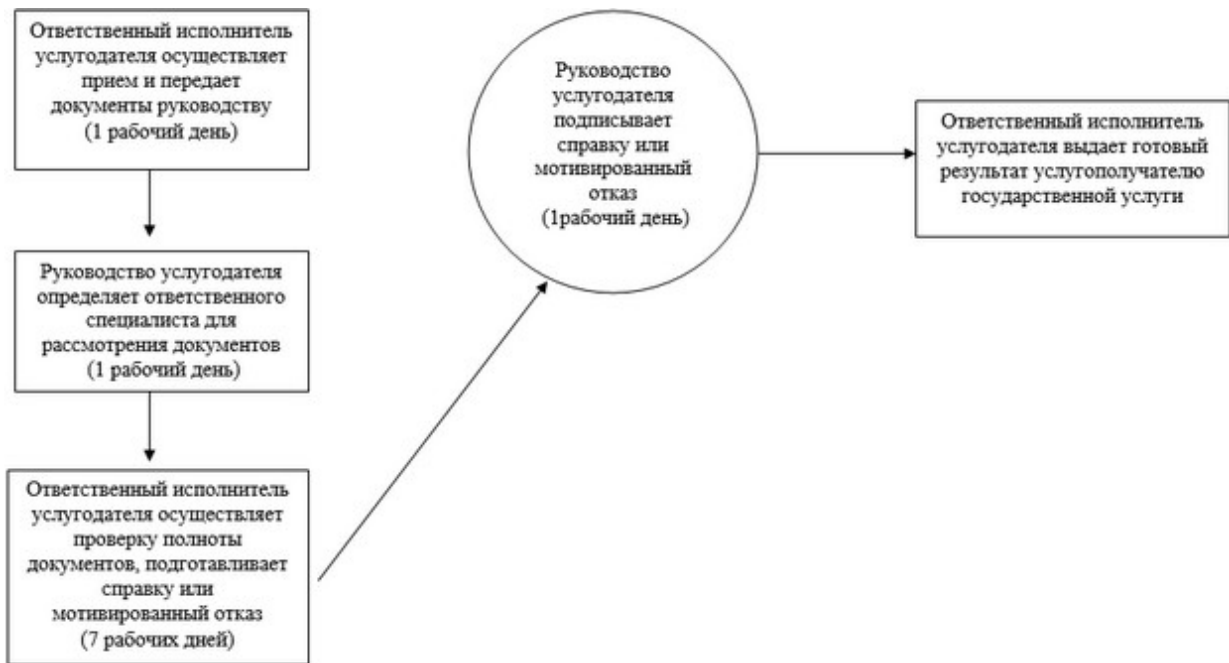 Ответственный исполнитель
услугодателя осуществляет
прием и передает
документы руководству
(1 рабочий день)
Руководство услугодателя
определяет ответственного
специалиста для
рассмотрения документов
(1 рабочий день)
Ответственный исполнитель
услугодателя осуществляет
проверку полноты
документов, подготавливает
справку или
мотивированный отказ
(7 рабочих дней)
Руководство
услугодателя
подписывает
справку или
мотивированный
отказ
(1рабочий день)
Ответственный исполнитель
услугодателя выдает готовый
результат услугополучателю
государственной услуги